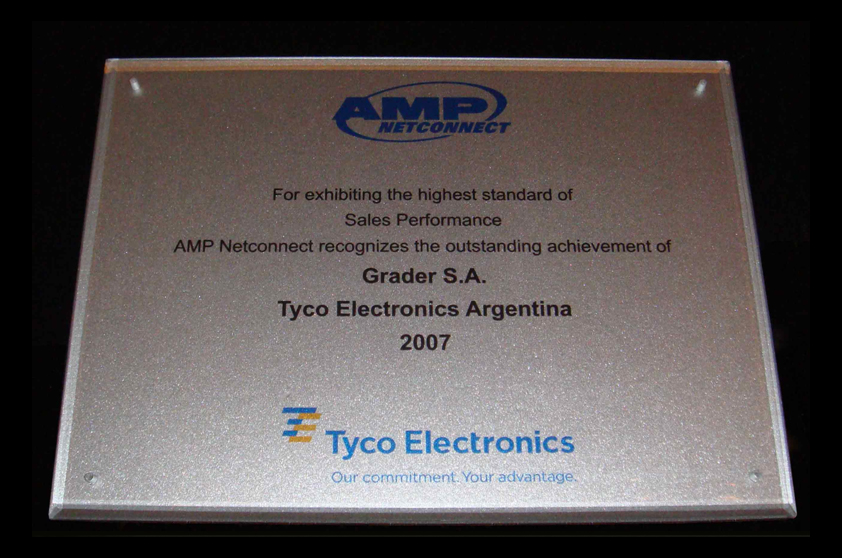 AMP
NETCONNECT
For exhibiting the highest standard of
Sales Performance
AMP Netconnect recognizes the outstanding achievement of
Grader S.A.
Tyco Electronics Argentina
2007
Tyco Electronics
Our commitment. Your advantage.